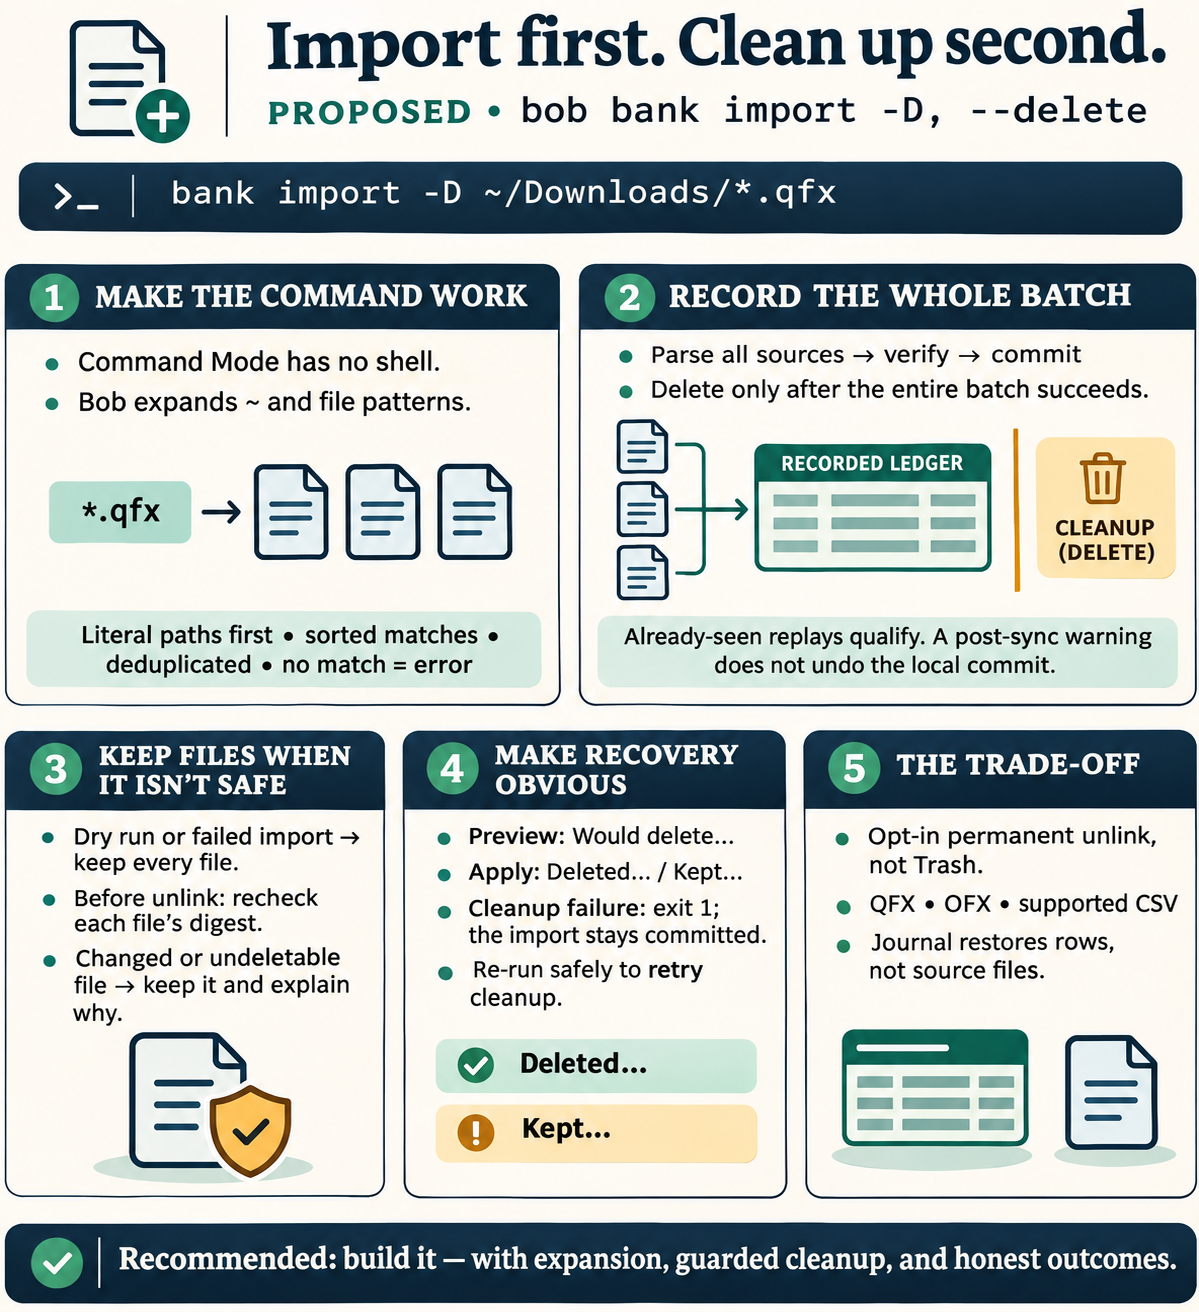 Import first. Clean up second.
PROPOSED • bob bank import -D, --delete
>_ | bank import -D ~/Downloads/*.qfx
1 MAKE THE COMMAND WORK
• Command Mode has no shell.
• Bob expands ~ and file patterns.
*.qfx →
Literal paths first • sorted matches •
deduplicated • no match = error
2 RECORD THE WHOLE BATCH
• Parse all sources → verify → commit
• Delete only after the entire batch succeeds.
RECORDED LEDGER
CLEANUP
(DELETE)
Already-seen replays qualify. A post-sync warning
does not undo the local commit.
3 KEEP FILES WHEN
IT ISN'T SAFE
• Dry run or failed import →
keep every file.
• Before unlink: recheck
each file's digest.
• Changed or undeletable
file → keep it and explain
why.
4 MAKE RECOVERY
OBVIOUS
• Preview: Would delete...
• Apply: Deleted... / Kept...
• Cleanup failure: exit 1;
the import stays committed.
• Re-run safely to retry
cleanup.
Deleted...
Kept...
5 THE TRADE-OFF
• Opt-in permanent unlink,
not Trash.
• QFX • OFX • supported CSV
• Journal restores rows,
not source files.
Recommended: build it — with expansion, guarded cleanup, and honest outcomes.